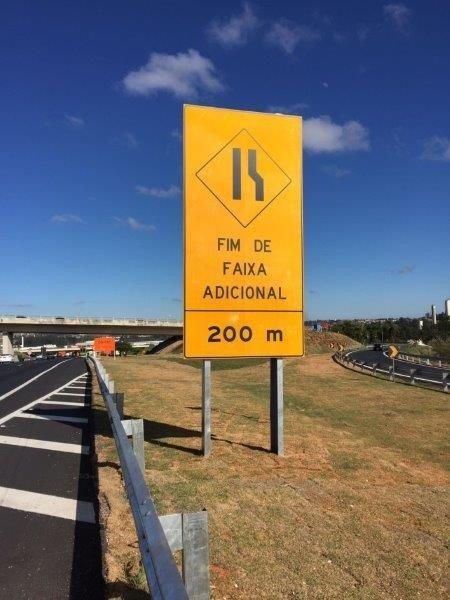 FIM DE
FAIXA
ADICIONAL
200 m